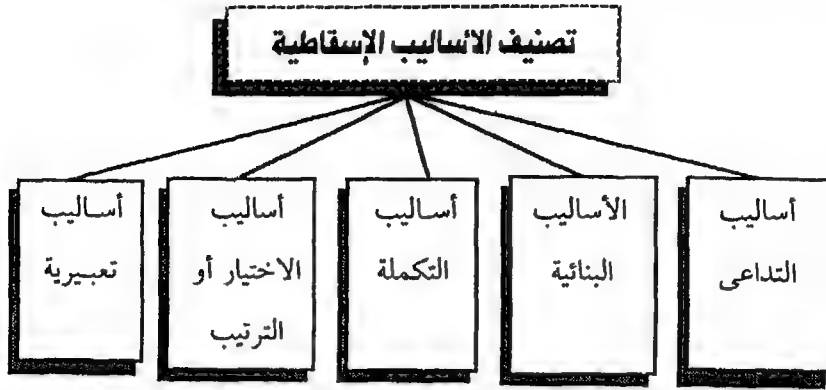 تصنيف الأساليب الإسقاطية
أساليب
التداعى
الأساليب
البنائية
أساليب
التكملة
أساليب
الاختيار أو
الترتيب
أساليب
تعبيرية